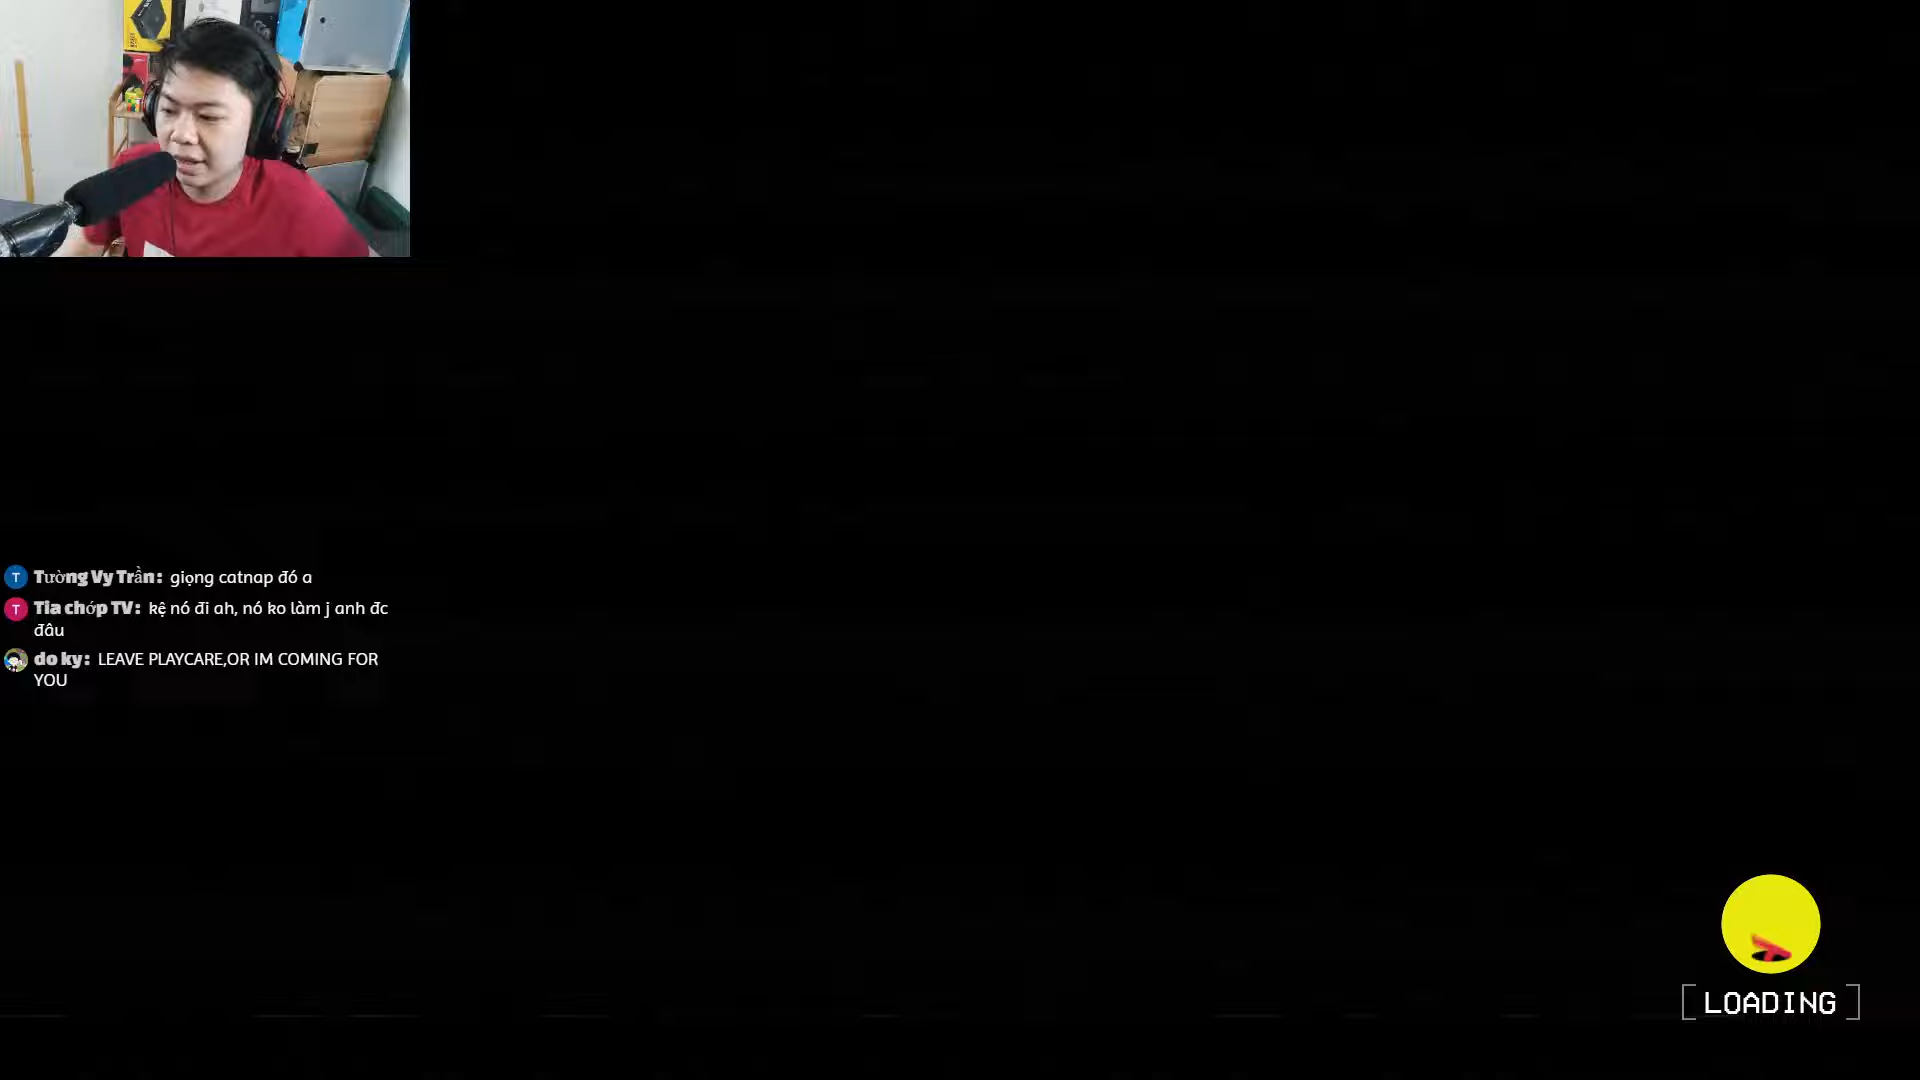 Tường Vy Trần: giọng catnap đó a
Tia chớp TV: kệ nó đi ah, nó ko làm j anh đc
đâu
do ky: LEAVE PLAYCARE,OR IM COMING FOR
YOU
LOADING